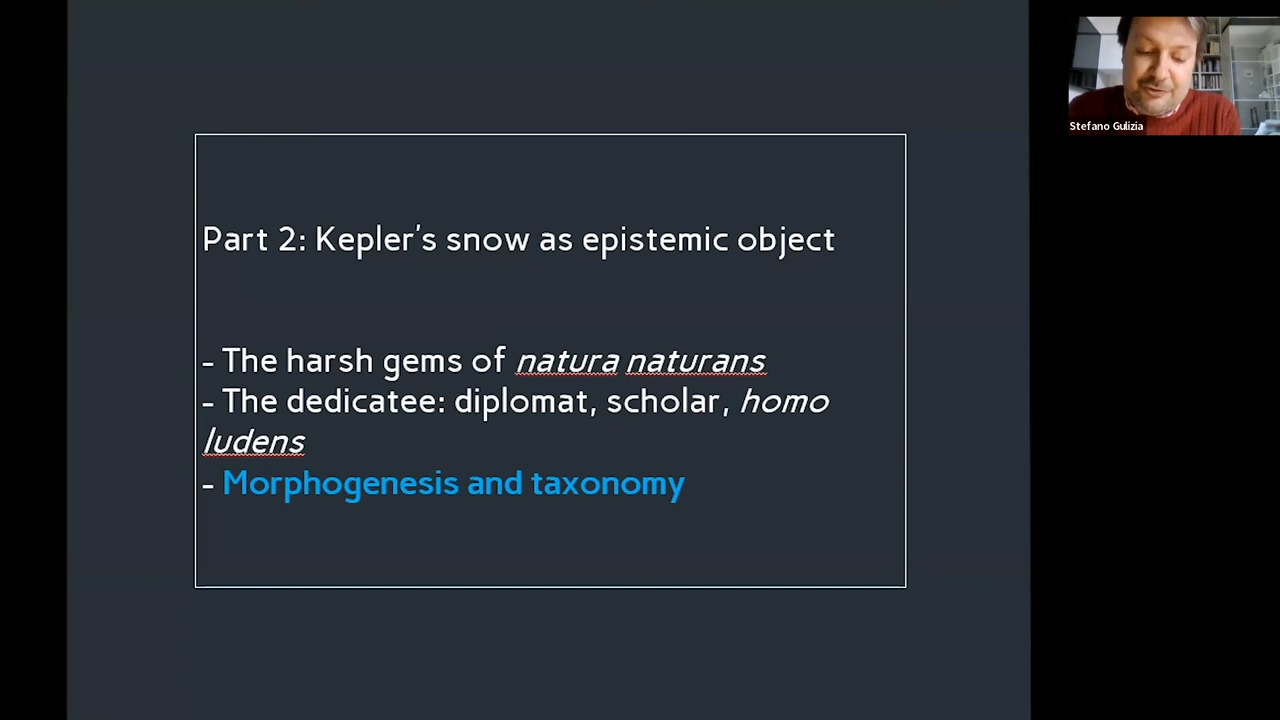 Stefano Gulizia
Part 2: Kepler's snow as epistemic object
- The harsh gems of natura naturans
- The dedicatee: diplomat, scholar, homo
ludens
- Morphogenesis and taxonomy